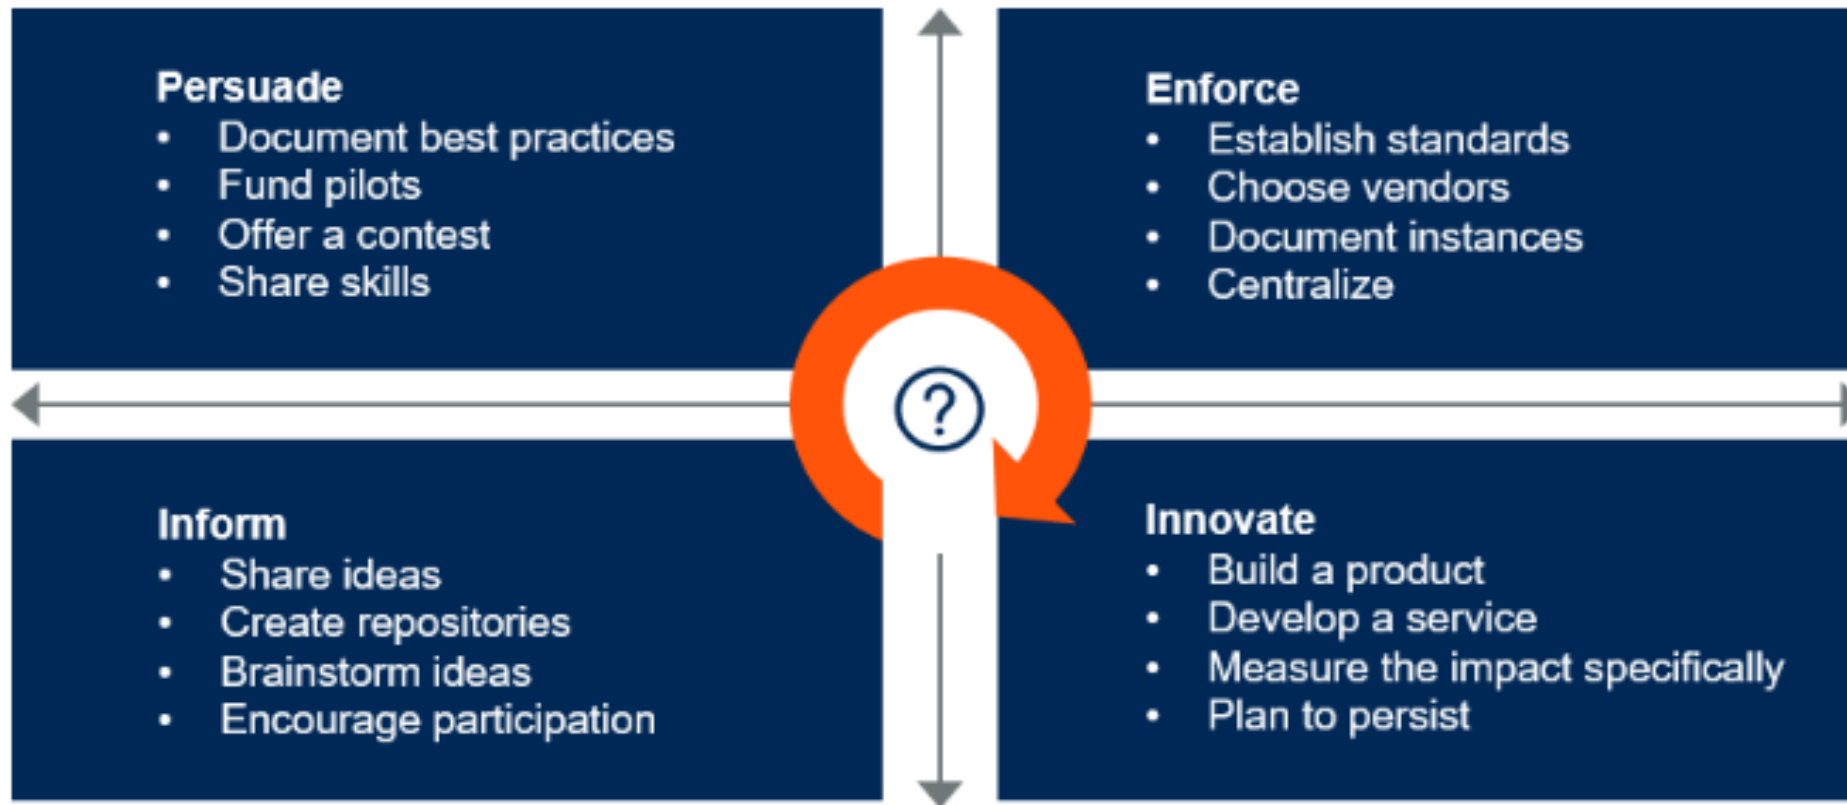 Persuade
• Document best practices
• Fund pilots
• Offer a contest
• Share skills
Enforce
• Establish standards
• Choose vendors
• Document instances
• Centralize
?
Inform
• Share ideas
• Create repositories
• Brainstorm ideas
• Encourage participation
Innovate
• Build a product
• Develop a service
• Measure the impact specifically
• Plan to persist